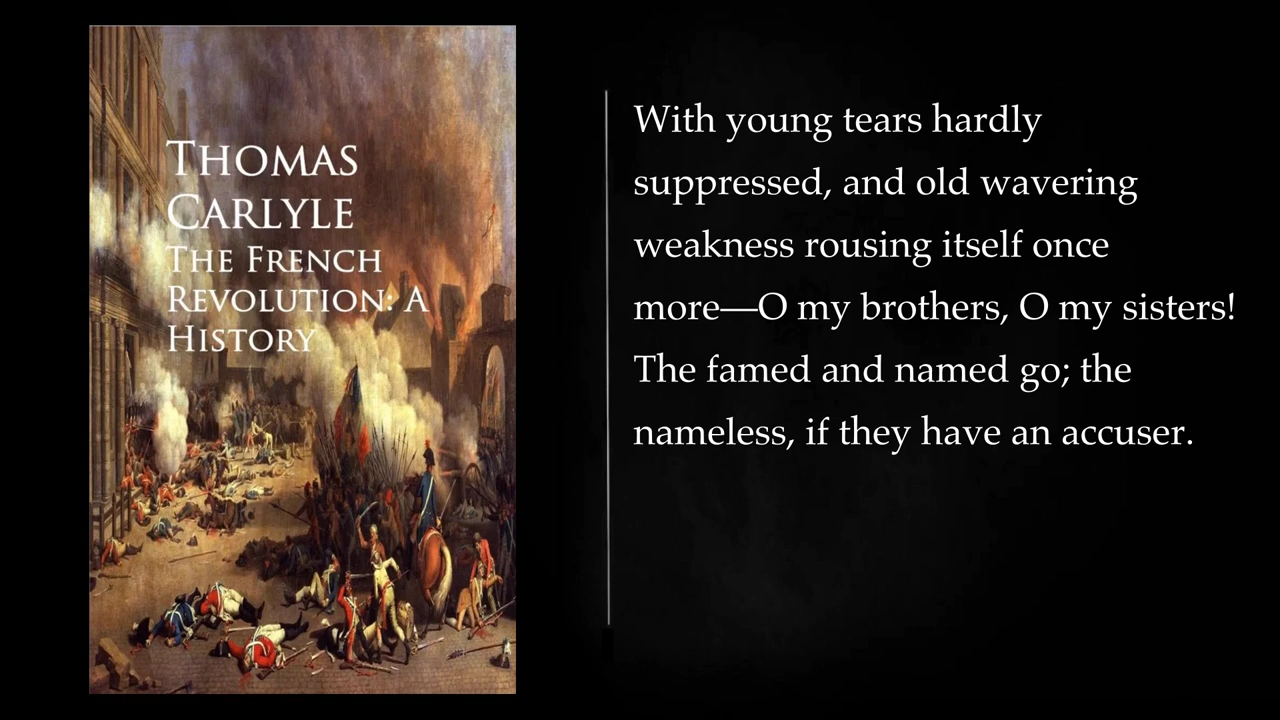 THOMAS
CARLYLE
THE FRENCH
REVOLUTION: A
HISTORY
With young tears hardly
suppressed, and old wavering
weakness rousing itself once
more—O my brothers, O my sisters!
The famed and named go; the
nameless, if they have an accuser.